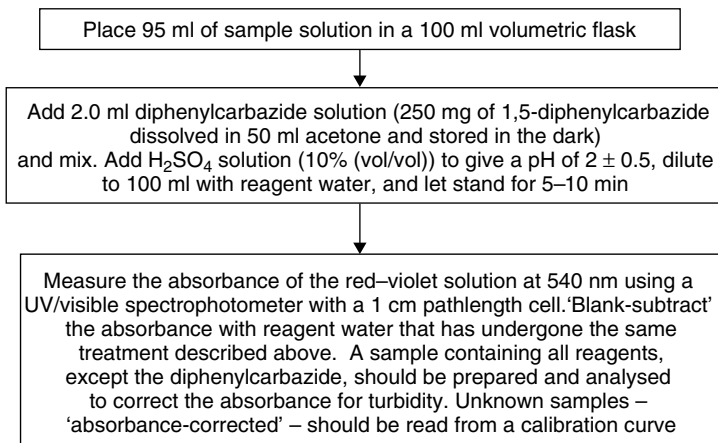 Place 95 ml of sample solution in a 100 ml volumetric flask
Add 2.0 ml diphenylcarbazide solution (250 mg of 1,5-diphenylcarbazide
dissolved in 50 ml acetone and stored in the dark)
and mix. Add H₂SO₄ solution (10% (vol/vol)) to give a pH of 2 ± 0.5, dilute
to 100 ml with reagent water, and let stand for 5–10 min
Measure the absorbance of the red–violet solution at 540 nm using a
UV/visible spectrophotometer with a 1 cm pathlength cell.‘Blank-subtract’
the absorbance with reagent water that has undergone the same
treatment described above. A sample containing all reagents,
except the diphenylcarbazide, should be prepared and analysed
to correct the absorbance for turbidity. Unknown samples –
‘absorbance-corrected’ – should be read from a calibration curve